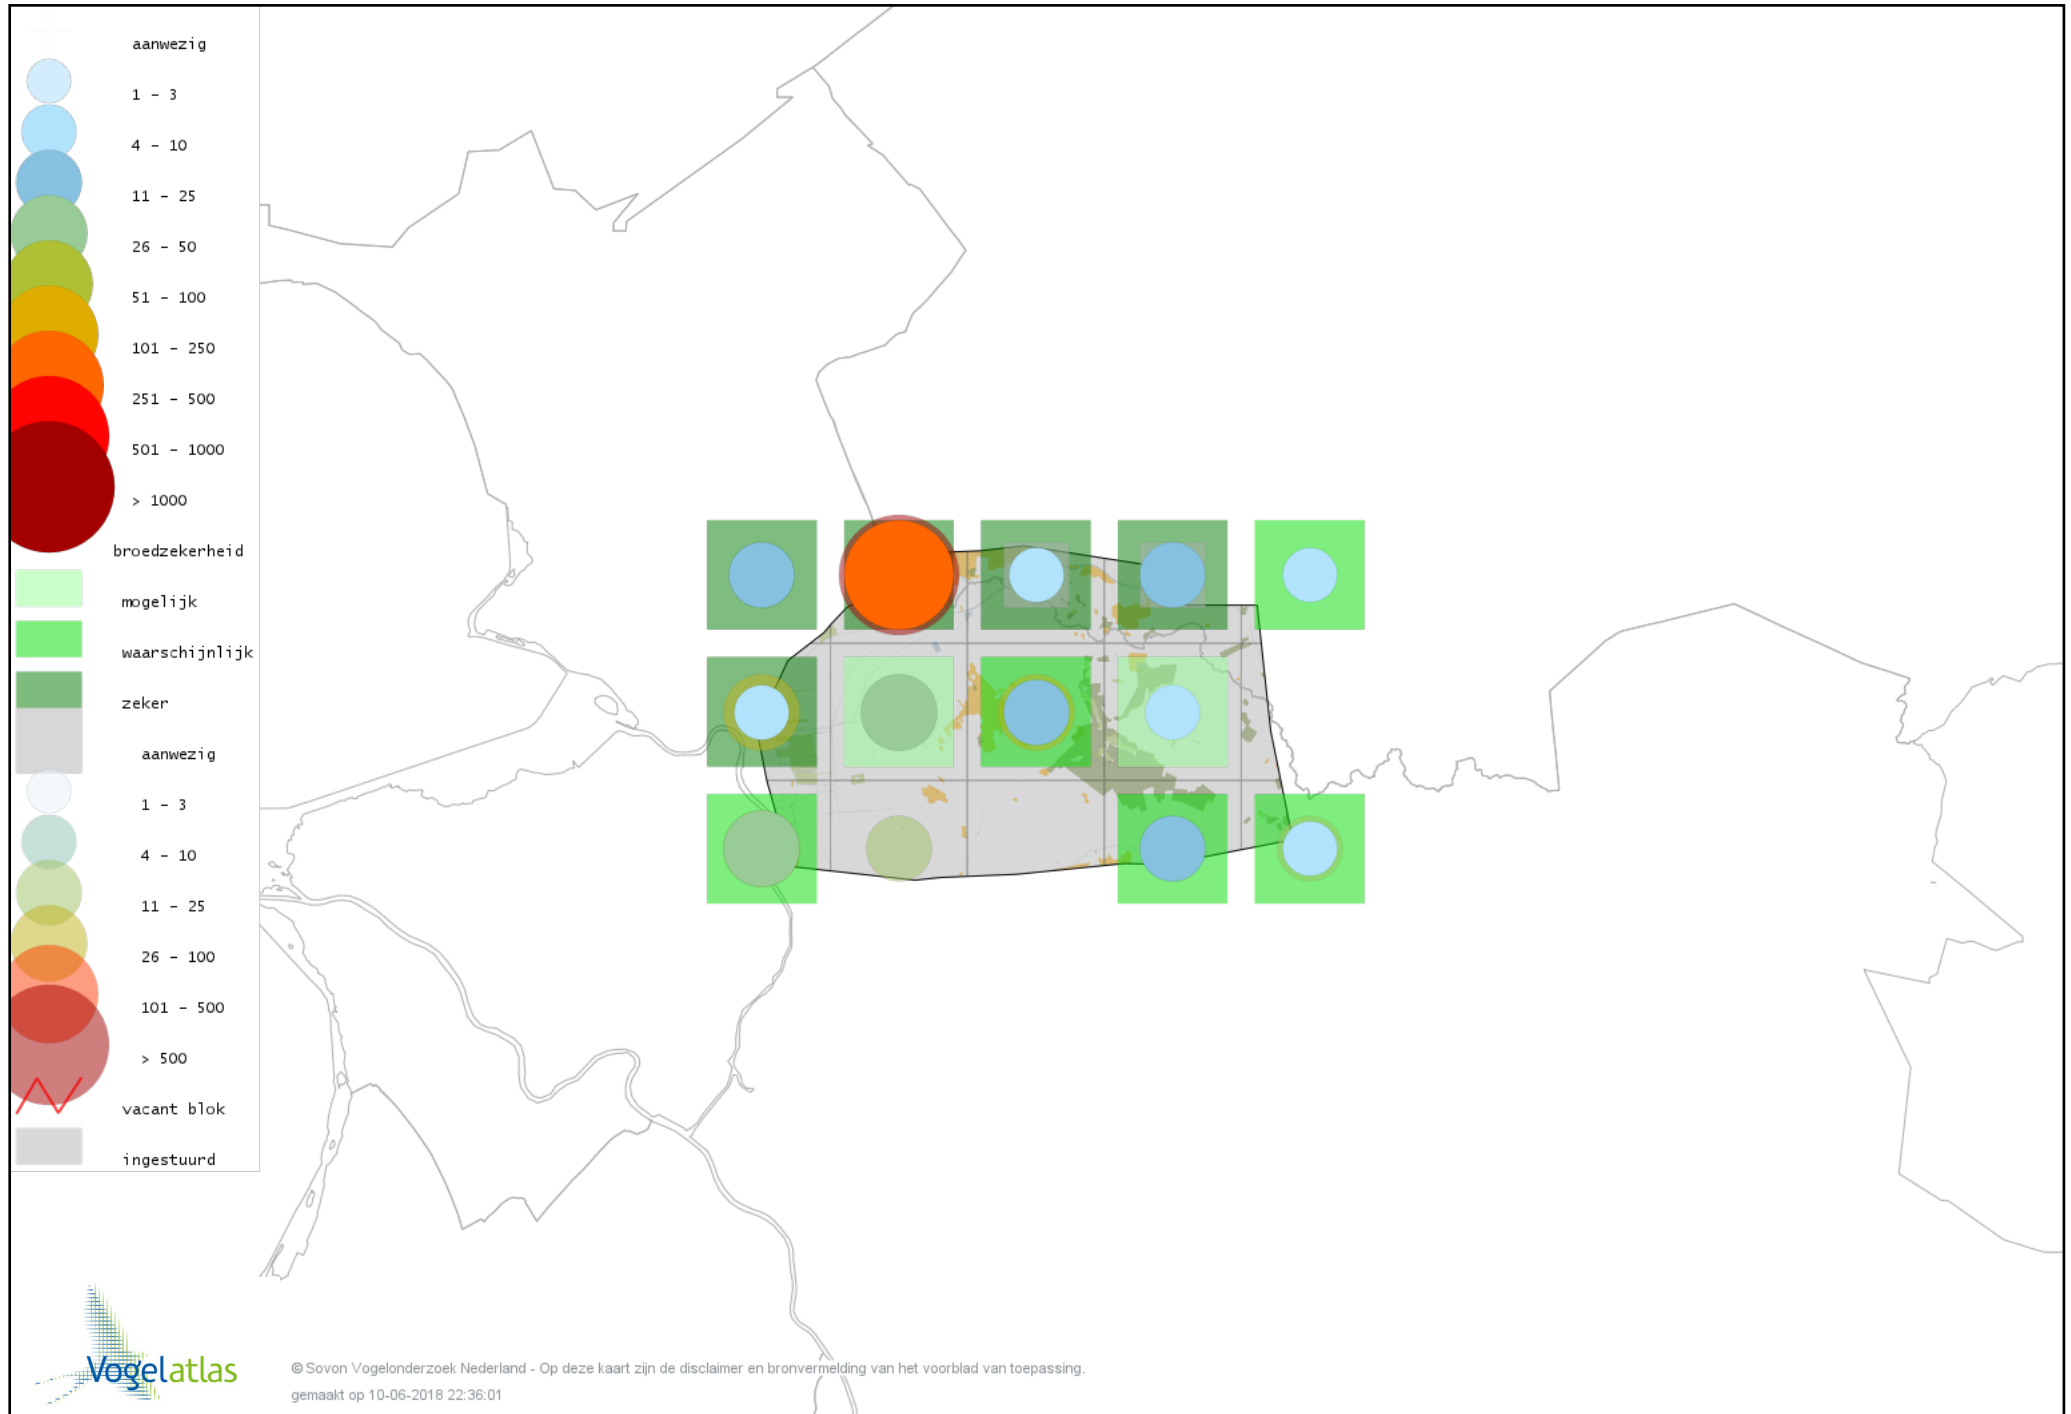 aanwezig
1 - 3
4 - 10
11 - 25
26 - 50
51 - 100
101 - 250
251 - 500
501 - 1000
> 1000
broedzekerheid
mogelijk
waarschijnlijk
zeker
aanwezig
1 - 3
4 - 10
11 - 25
26 - 100
101 - 500
> 500
vacant blok
ingestuurd
Vogelatlas
© Sovon Vogelonderzoek Nederland - Op deze kaart zijn de disclaimer en bronvermelding van het voorblad van toepassing.
gemaakt op 10-06-2018 22:36:01